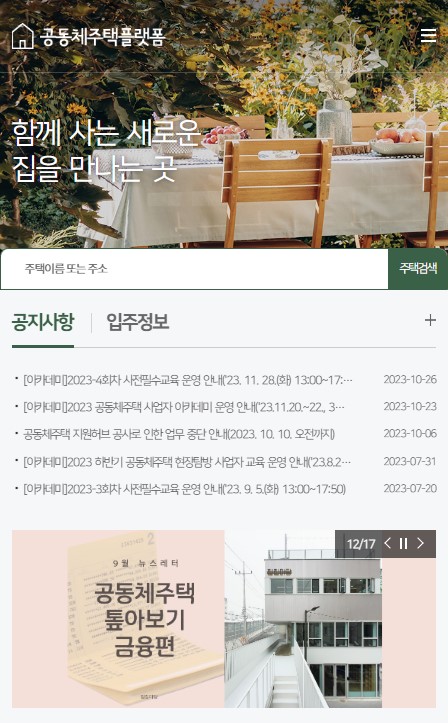 공동체주택플랫폼
함께 사는 새로운
집을 만나는 곳
주택이름 또는 주소
주택검색
공지사항 입주정보
[아카데미]2023-4회차 사전필수교육 운영 안내('23. 11. 28.(화) 13:00~17:… 2023-10-26
[아카데미]2023 공동체주택 사업자 아카데미 운영 안내('23.11.20.~22., 3… 2023-10-23
공동체주택 지원허브 공사로 인한 업무 중단 안내(2023. 10. 10. 오전까지) 2023-10-06
[아카데미]2023 하반기 공동체주택 현장탐방 사업자 교육 운영 안내('23.8.2… 2023-07-31
[아카데미]2023-3회차 사전필수교육 운영 안내('23. 9. 5.(화) 13:00~17:50) 2023-07-20
12/17
9월 뉴스레터
공동체주택
톺아보기
금융편